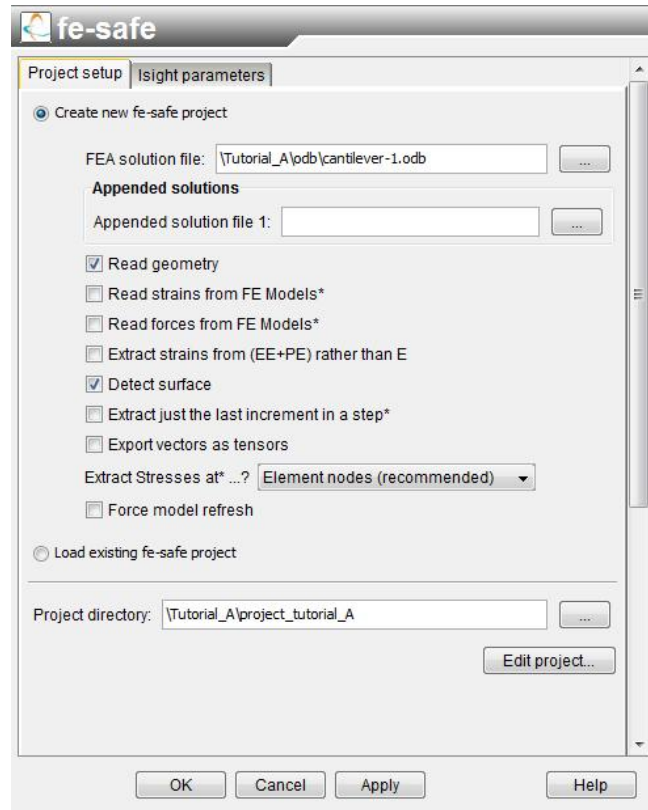 fe-safe
Project setup Isight parameters
Create new fe-safe project
FEA solution file: \Tutorial_A\odb\cantilever-1.odb ...
Appended solutions
Appended solution file 1: ...
Read geometry
Read strains from FE Models*
Read forces from FE Models*
Extract strains from (EE+PE) rather than E
Detect surface
Extract just the last increment in a step*
Export vectors as tensors
Extract Stresses at* ...? Element nodes (recommended)
Force model refresh
Load existing fe-safe project
Project directory: \Tutorial_A\project_tutorial_A ...
Edit project...
OK Cancel Apply Help